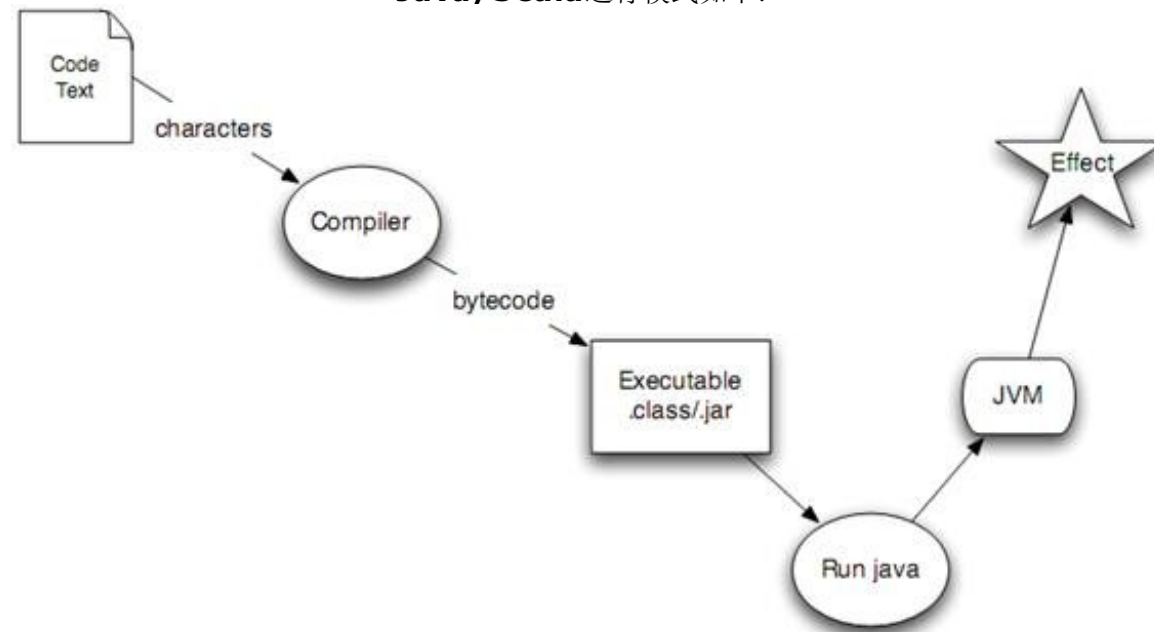 Code
Text
characters
Compiler
bytecode
Executable
.class/.jar
Run java
JVM
Effect